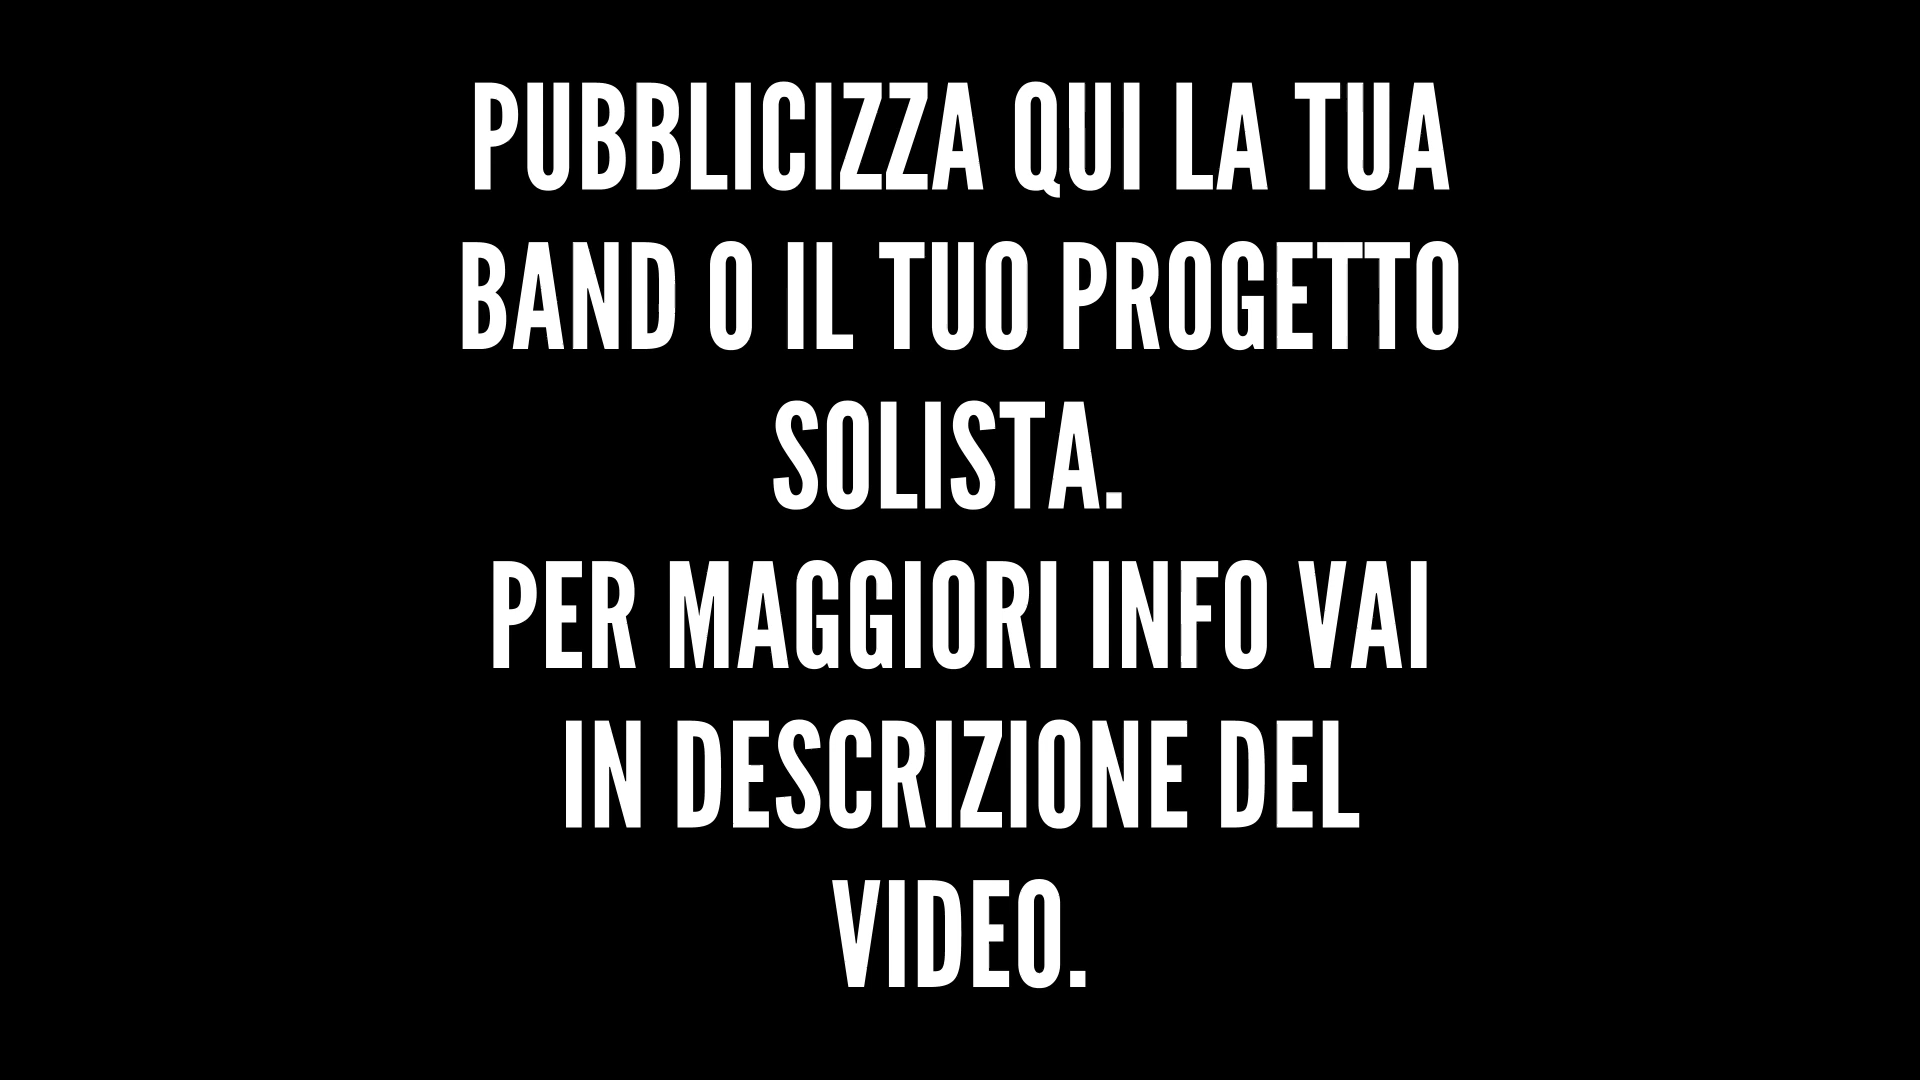 PUBBLICIZZA QUI LA TUA
BAND O IL TUO PROGETTO
SOLISTA.
PER MAGGIORI INFO VAI
IN DESCRIZIONE DEL
VIDEO.